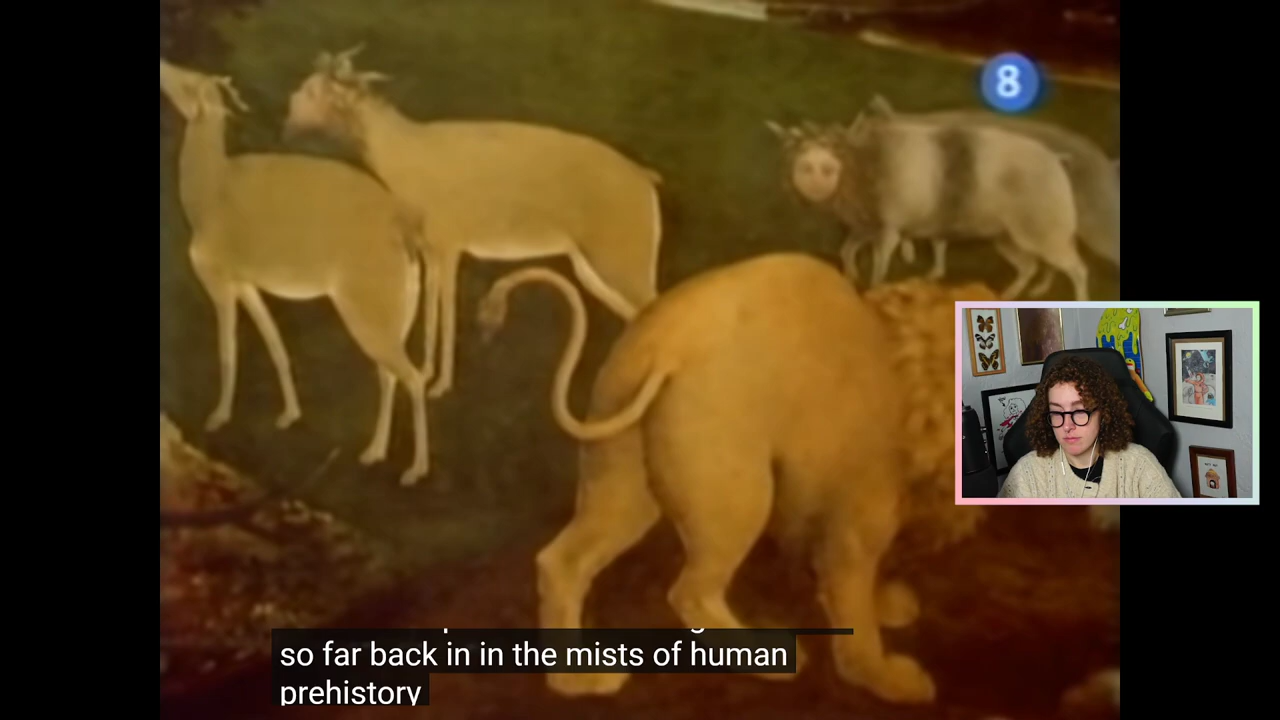 8
so far back in in the mists of human
prehistory